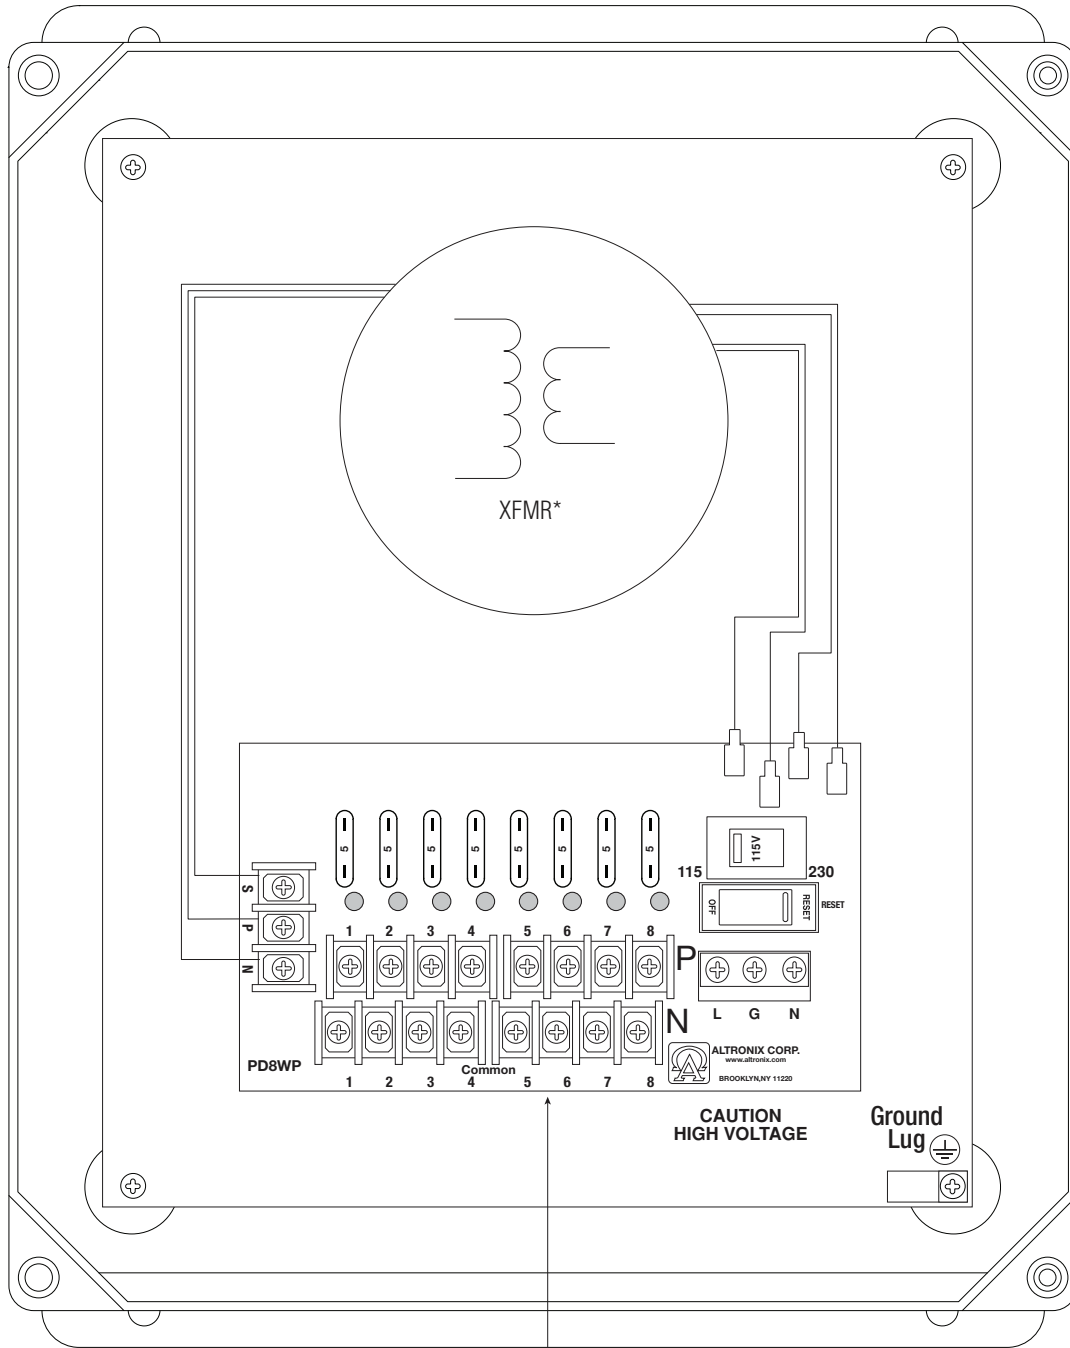 XFMR*
5 5 5 5 5 5 5 5
115V
115 230
OFF RESET RESET
S
P
N
1 2 3 4 5 6 7 8
P
L G N
N
PD8WP
Common
1 2 3 4 5 6 7 8
ALTRONIX CORP.
www.altronix.com
BROOKLYN,NY 11220
CAUTION
HIGH VOLTAGE
Ground
Lug